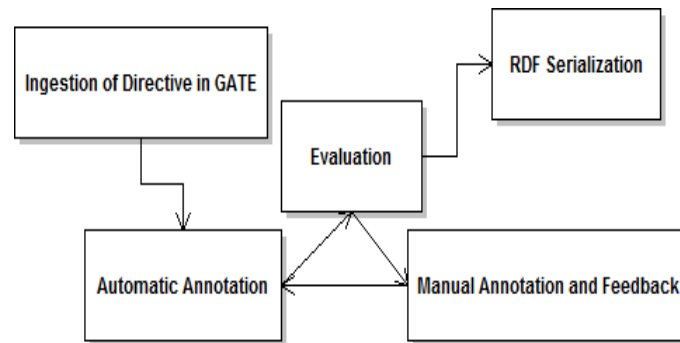 Ingestion of Directive in GATE
RDF Serialization
Evaluation
Automatic Annotation
Manual Annotation and Feedback